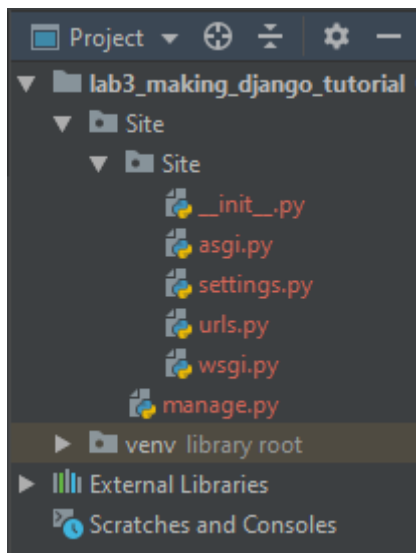 Project
lab3_making_django_tutorial
Site
Site
__init__.py
asgi.py
settings.py
urls.py
wsgi.py
manage.py
venv library root
External Libraries
Scratches and Consoles